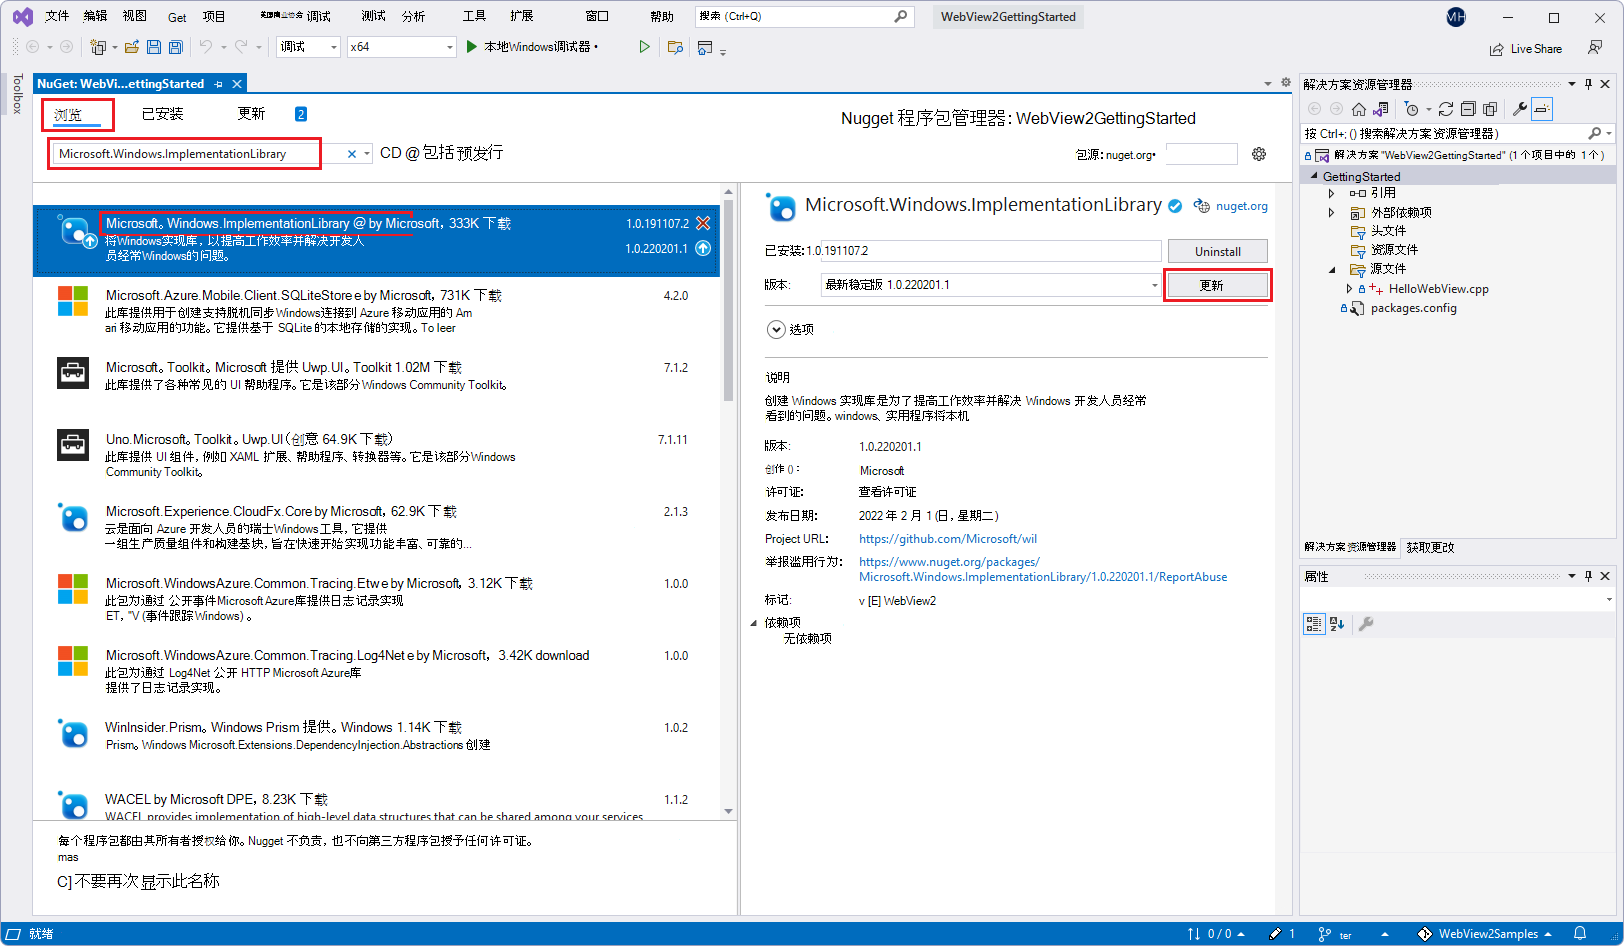 文件 编辑 视图 Get 项目 调试 测试 分析 工具 扩展 窗口 帮助 搜索 (Ctrl+Q) WebView2GettingStarted MH
调试 x64 本地Windows调试器 • Live Share
Toolbox
NuGet: WebVi...ettingStarted
浏览 已安装 更新 2
Nugget 程序包管理器: WebView2GettingStarted
Microsoft.Windows.ImplementationLibrary CD @ 包括预发行
包源: nuget.org•
Microsoft。Windows.ImplementationLibrary @ by Microsoft，333K 下载 1.0.191107.2
将Windows实现库，以提高工作效率并解决开发人
员经常Windows的问题。 1.0.220201.1
Microsoft.Azure.Mobile.Client.SQLiteStore e by Microsoft，731K 下载 4.2.0
此库提供用于创建支持脱机同步Windows连接到 Azure 移动应用的 Am
ari 移动应用的功能。它提供基于 SQLite 的本地存储的实现。To leer
Microsoft。Toolkit。Microsoft 提供 Uwp.UI。Toolkit 1.02M 下载 7.1.2
此库提供了各种常见的 UI 帮助程序。它是该部分Windows Community Toolkit。
Uno.Microsoft。Toolkit。Uwp.UI（创意 64.9K 下载） 7.1.11
此库提供 UI 组件，例如 XAML 扩展、帮助程序、转换器等。它是该部分Windows
Community Toolkit。
Microsoft.Experience.CloudFx.Core by Microsoft，62.9K 下载 2.1.3
云是面向 Azure 开发人员的瑞士Windows工具，它提供
一组生产质量组件和构建基块，旨在快速开始实现功能丰富、可靠的...
Microsoft.WindowsAzure.Common.Tracing.Etw e by Microsoft，3.12K 下载 1.0.0
此包为通过 公开事件Microsoft Azure库提供日志记录实现
ET，"V (事件跟踪Windows) 。
Microsoft.WindowsAzure.Common.Tracing.Log4Net e by Microsoft，3.42K download 1.0.0
此包为通过 Log4Net 公开 HTTP Microsoft Azure库
提供了日志记录实现。
WinInsider.Prism。Windows Prism 提供。Windows 1.14K 下载 1.0.2
Prism。Windows Microsoft.Extensions.DependencyInjection.Abstractions 创建
WACEL by Microsoft DPE，8.23K 下载 1.1.2
WACEL provides implementation of high-level data structures that can be shared among your services
每个程序包都由其所有者授权给你。Nugget 不负责，也不向第三方程序包授予任何许可证。
mas
C] 不要再次显示此名称
Microsoft.Windows.ImplementationLibrary nuget.org
已安装: 1.0.191107.2 Uninstall
版本: 最新稳定版 1.0.220201.1 更新
选项
说明
创建 Windows 实现库是为了提高工作效率并解决 Windows 开发人员经常
看到的问题。windows、实用程序将本机
版本: 1.0.220201.1
创作 ()： Microsoft
许可证: 查看许可证
发布日期: 2022 年 2 月 1 (日，星期二)
Project URL: https://github.com/Microsoft/wil
举报滥用行为: https://www.nuget.org/packages/
Microsoft.Windows.ImplementationLibrary/1.0.220201.1/ReportAbuse
标记: v [E] WebView2
依赖项
无依赖项
解决方案资源管理器
按 Ctrl+; () 搜索解决方案资源管理器)
解决方案 "WebView2GettingStarted" (1 个项目中的 1 个)
GettingStarted
引用
外部依赖项
头文件
资源文件
源文件
HelloWebView.cpp
packages.config
解决方案资源管理器 获取更改
属性
就绪 0 / 0 1 ter WebView2Samples